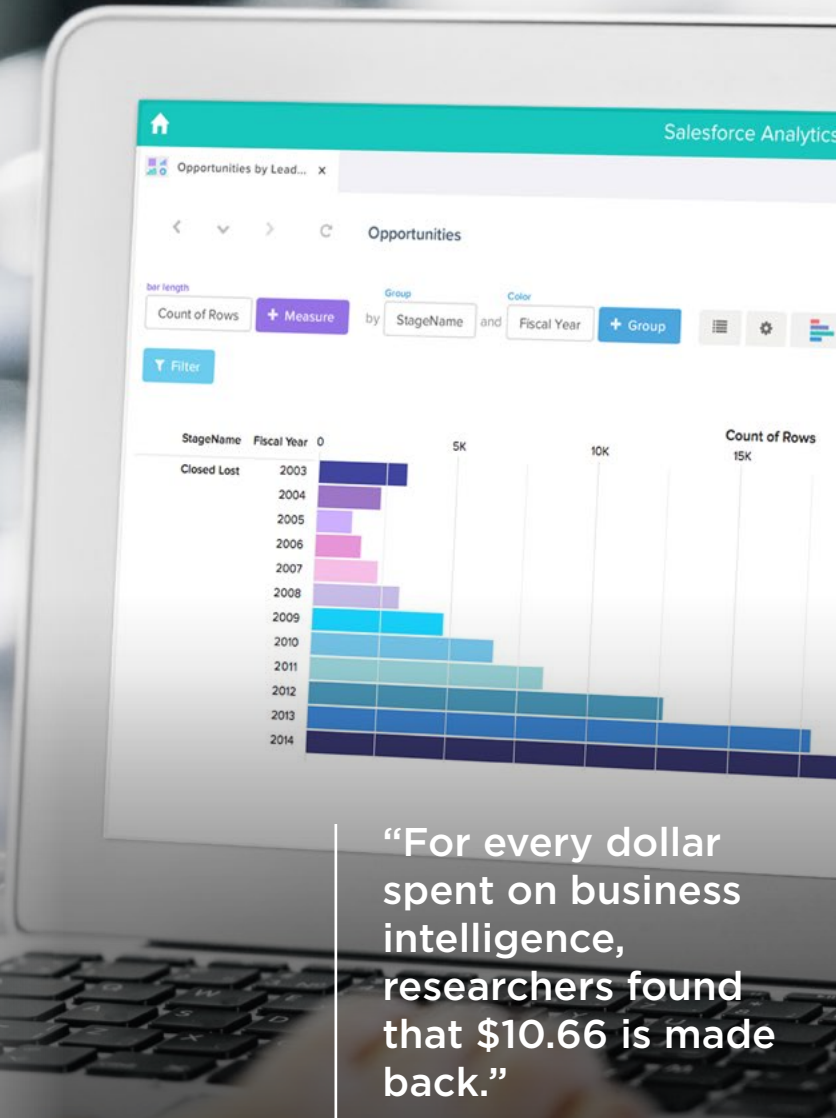 Salesforce Analytics
Opportunities by Lead... x
Opportunities
bar length
Group
Color
Count of Rows
+ Measure
by
StageName
and
Fiscal Year
+ Group
Filter
Count of Rows
StageName Fiscal Year 0 5K 10K 15K
Closed Lost 2003
2004
2005
2006
2007
2008
2009
2010
2011
2012
2013
2014
“For every dollar
spent on business
intelligence,
researchers found
that $10.66 is made
back.”